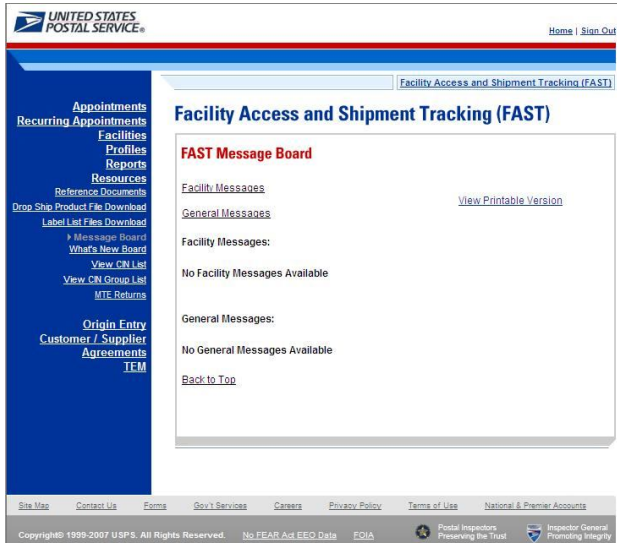 UNITED STATES
POSTAL SERVICE®
Home | Sign Out
Facility Access and Shipment Tracking (FAST)
Appointments
Recurring Appointments
Facilities
Profiles
Reports
Resources
Reference Documents
Drop Ship Product File Download
Label List Files Download
Message Board
What's New Board
View CIN List
View CIN Group List
MTE Returns
Origin Entry
Customer / Supplier
Agreements
TEM
Facility Access and Shipment Tracking (FAST)
FAST Message Board
Facility Messages
View Printable Version
General Messages
Facility Messages:
No Facility Messages Available
General Messages:
No General Messages Available
Back to Top
Site Map Contact Us Forms Gov't Services Careers Privacy Policy Terms of Use National & Premier Accounts
Copyright© 1999-2007 USPS. All Rights Reserved. No FEAR Act EEO Data FOIA
Postal Inspectors
Preserving the Trust
Inspector General
Promoting Integrity